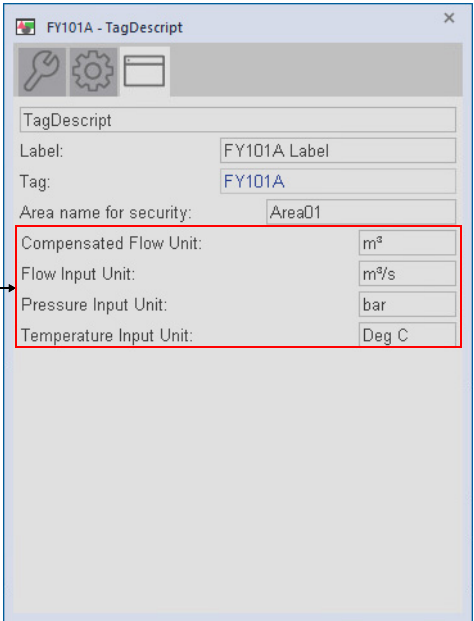 FY101A - TagDescript
TagDescript
Label: FY101A Label
Tag: FY101A
Area name for security: Area01
Compensated Flow Unit: m³
Flow Input Unit: m³/s
Pressure Input Unit: bar
Temperature Input Unit: Deg C